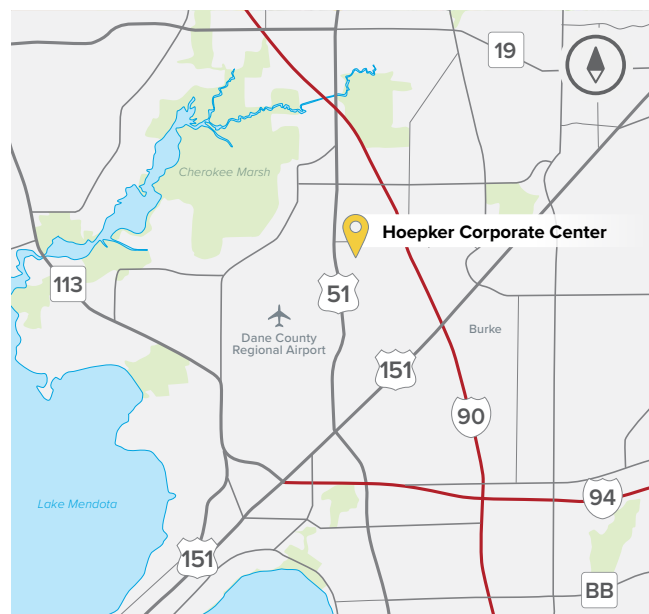 19
Cherokee Marsh
Hoepker Corporate Center
113
51
Dane County
Regional Airport
Burke
151
90
Lake Mendota
94
151
BB